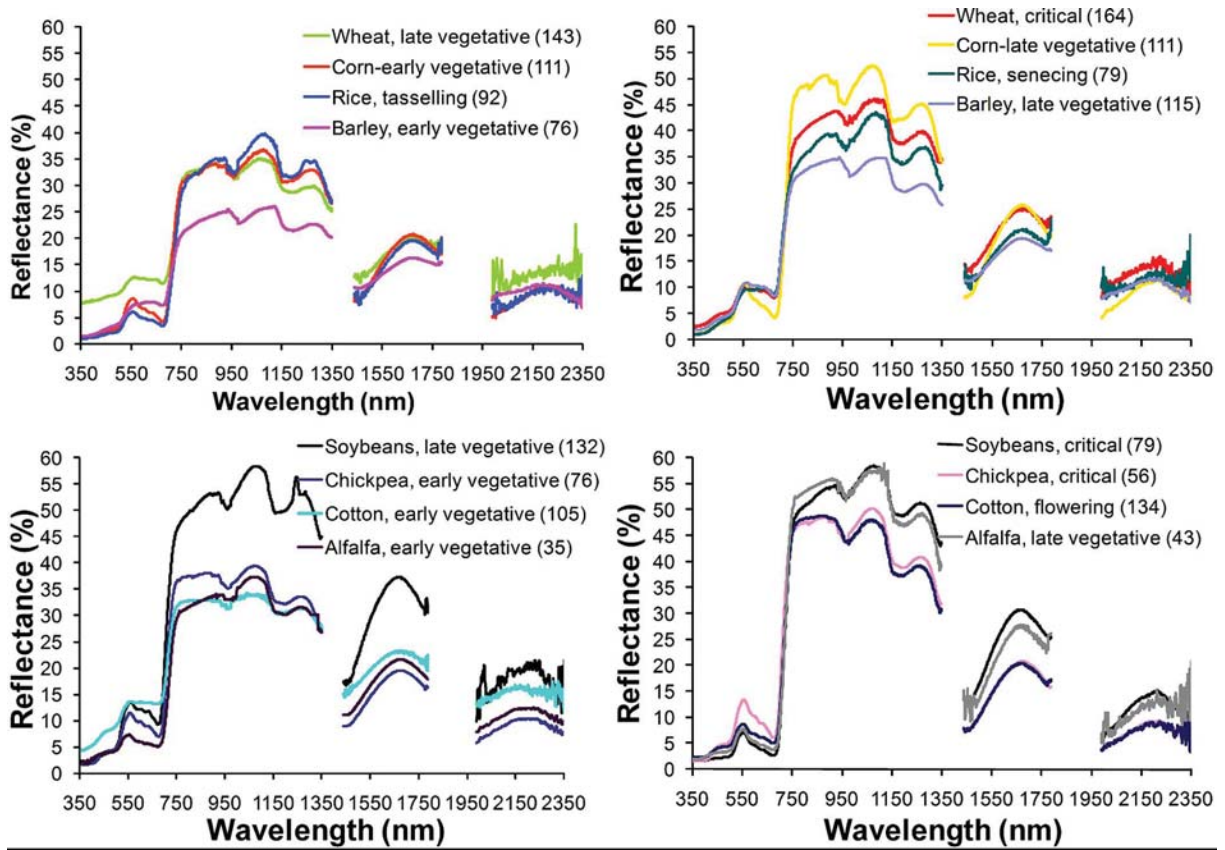 Reflectance (%)
60
55
50
45
40
35
30
25
20
15
10
5
0
Wheat, late vegetative (143)
Corn-early vegetative (111)
Rice, tasselling (92)
Barley, early vegetative (76)
350 550 750 950 1150 1350 1550 1750 1950 2150 2350
Wavelength (nm)
Reflectance (%)
60
55
50
45
40
35
30
25
20
15
10
5
0
Wheat, critical (164)
Corn-late vegetative (111)
Rice, senecing (79)
Barley, late vegetative (115)
350 550 750 950 1150 1350 1550 1750 1950 2150 2350
Wavelength (nm)
Reflectance (%)
60
55
50
45
40
35
30
25
20
15
10
5
0
Soybeans, late vegetative (132)
Chickpea, early vegetative (76)
Cotton, early vegetative (105)
Alfalfa, early vegetative (35)
350 550 750 950 1150 1350 1550 1750 1950 2150 2350
Wavelength (nm)
Reflectance (%)
60
55
50
45
40
35
30
25
20
15
10
5
0
Soybeans, critical (79)
Chickpea, critical (56)
Cotton, flowering (134)
Alfalfa, late vegetative (43)
350 550 750 950 1150 1350 1550 1750 1950 2150 2350
Wavelength (nm)